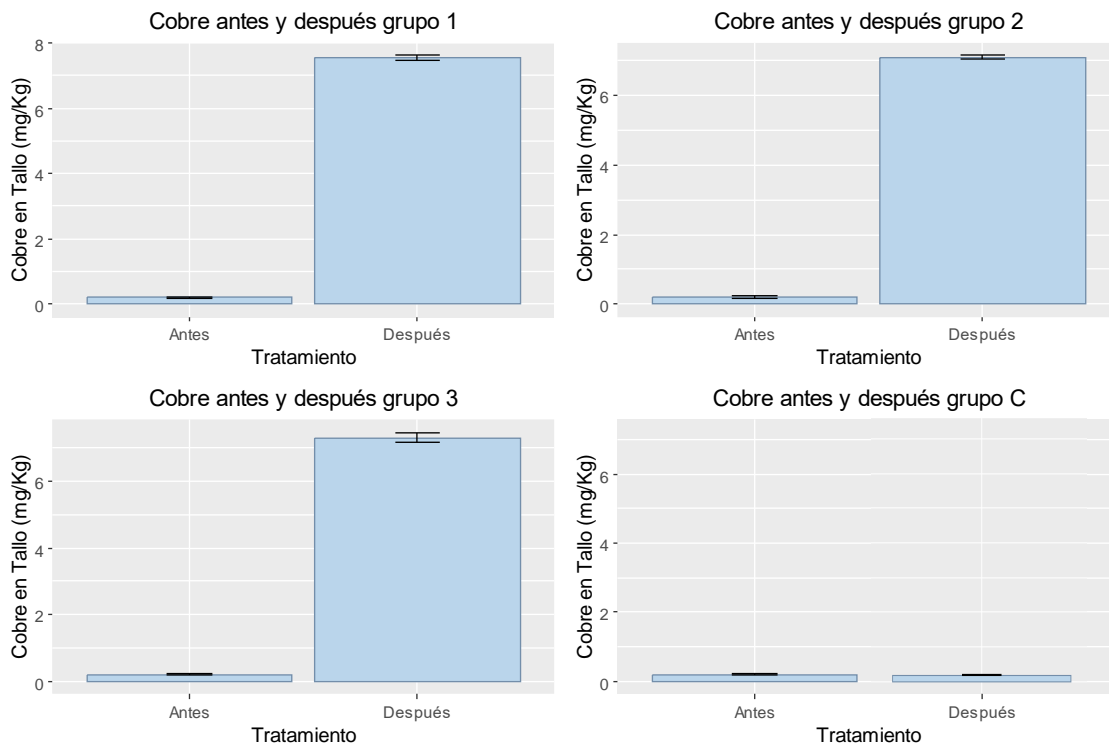 Cobre antes y después grupo 1
Cobre en Tallo (mg/Kg)
8
6
4
2
0
Antes
Después
Tratamiento
Cobre antes y después grupo 2
Cobre en Tallo (mg/Kg)
6
4
2
0
Antes
Después
Tratamiento
Cobre antes y después grupo 3
Cobre en Tallo (mg/Kg)
6
4
2
0
Antes
Después
Tratamiento
Cobre antes y después grupo C
Cobre en Tallo (mg/Kg)
6
4
2
0
Antes
Después
Tratamiento